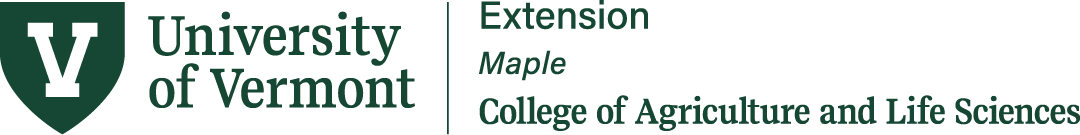 V
University
of Vermont
Extension
Maple
College of Agriculture and Life Sciences